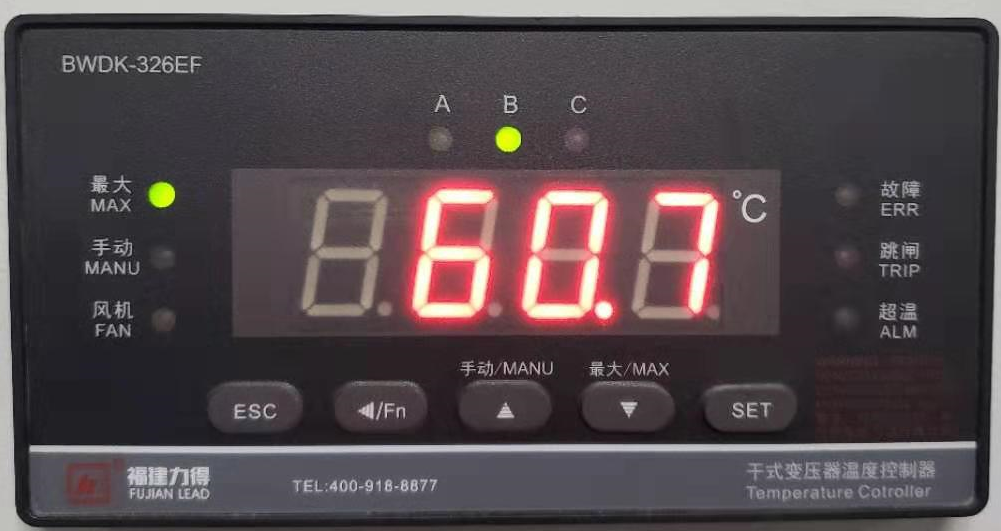 BWDK-326EF
A B C
最大
MAX
手动
MANU
风机
FAN
60.7 °C
故障
ERR
跳闸
TRIP
超温
ALM
手动/MANU 最大/MAX
ESC /Fn SET
福建力得
FUJIAN LEAD
TEL:400-918-8877
干式变压器温度控制器
Temperature Cotroller